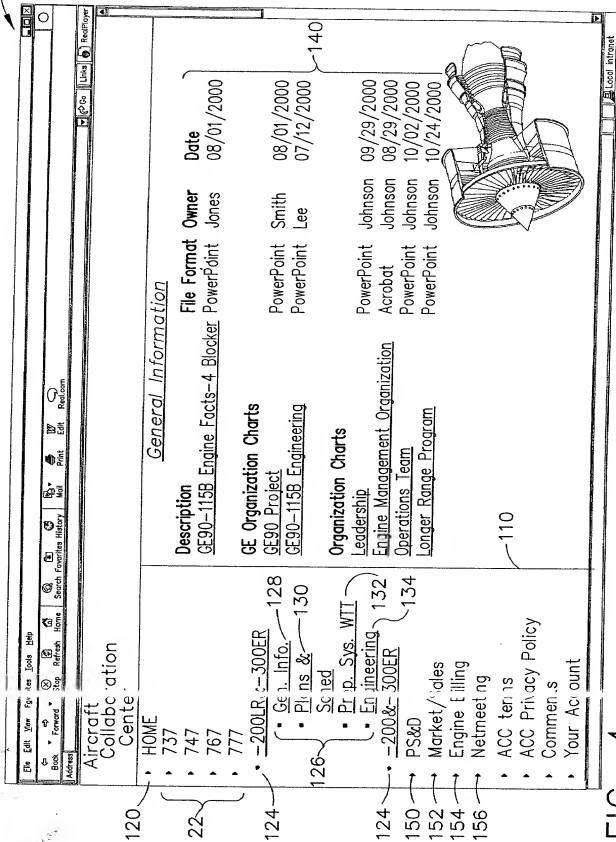 File Edit View Favorites Tools Help
Back Forward Stop Refresh Home Search Favorites History Mail Print Edit Real.com
Address Go Links RealPlayer
Aircraft
Collaboration
Center
120 HOME
22 737
747
767
777
124 -200LR &-300ER
126 Gen. Info. 128
Plans & 130
Sched
Prop. Sys. WTT 132
Engineering 134
124 -200&-300ER
150 PS&D
152 Market/Sales
154 Engine Billing
156 Netmeeting
ACC terms
ACC Privacy Policy
Comments
Your Account
110
General Information
Description File Format Owner Date
GE90-115B Engine Facts-4 Blocker PowerPoint Jones 08/01/2000
GE Organization Charts
GE90 Project PowerPoint Smith 08/01/2000
GE90-115B Engineering PowerPoint Lee 07/12/2000
140
Organization Charts
Leadership PowerPoint Johnson 09/29/2000
Engine Management Organization Acrobat Johnson 08/29/2000
Operations Team PowerPoint Johnson 10/02/2000
Longer Range Program PowerPoint Johnson 10/24/2000
Local intranet